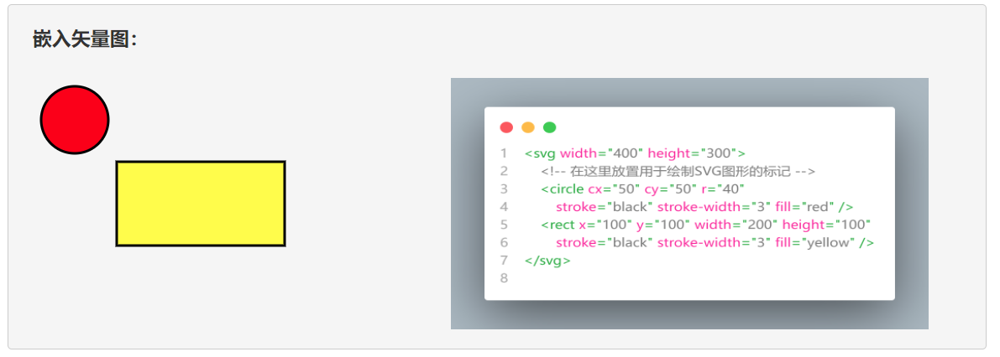 嵌入矢量图：
1 <svg width="400" height="300">
2 <!-- 在这里放置用于绘制SVG图形的标记 -->
3 <circle cx="50" cy="50" r="40"
4 stroke="black" stroke-width="3" fill="red" />
5 <rect x="100" y="100" width="200" height="100"
6 stroke="black" stroke-width="3" fill="yellow" />
7 </svg>
8